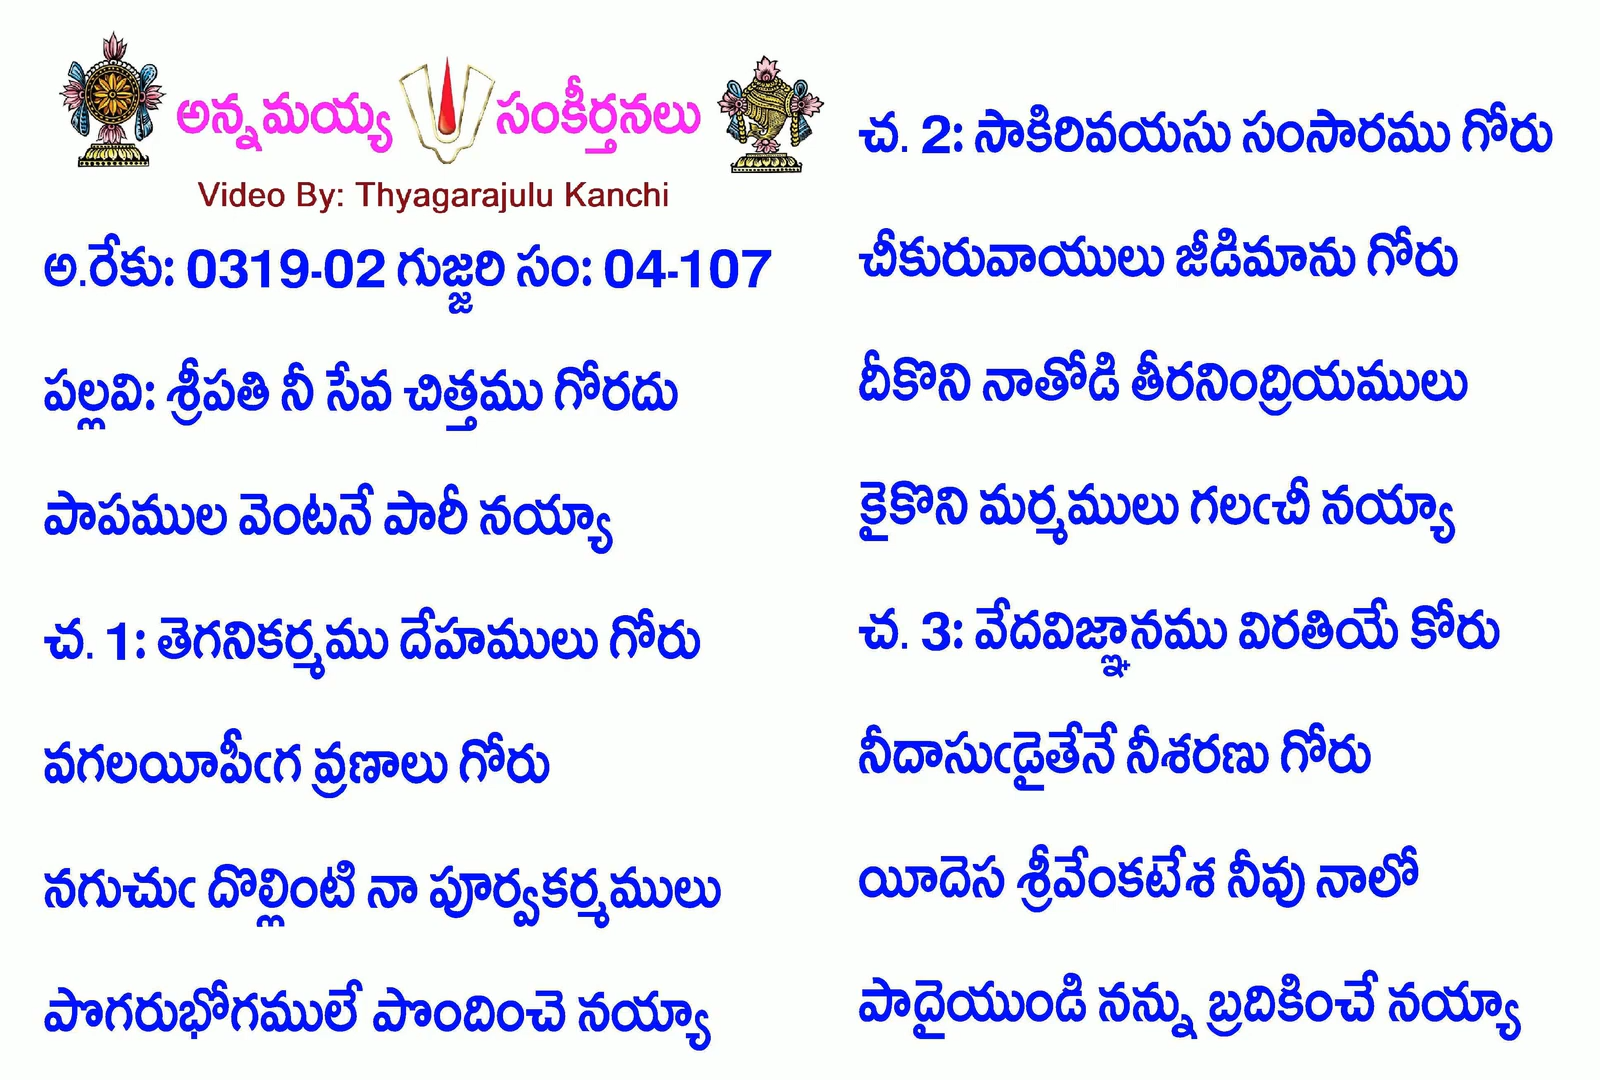 అన్నమయ్య సంకీర్తనలు
Video By: Thyagarajulu Kanchi
అ.రేకు: 0319-02 గుజ్జరి సం: 04-107
పల్లవి: శ్రీపతి నీ సేవ చిత్తము గోరదు
పాపముల వెంటనే పారీ నయ్యా
చ. 1: తెగనికర్మము దేహములు గోరు
వగలయీపీఁగ వ్రణాలు గోరు
నగుచుఁ దొల్లింటి నా పూర్వకర్మములు
పొగరుభోగములే పొందించె నయ్యా
చ. 2: సాకిరివయసు సంసారము గోరు
చీకురువాయులు జీడిమాను గోరు
దీకొని నాతోడి తీరనింద్రియములు
కైకొని మర్మములు గలఁచీ నయ్యా
చ. 3: వేదవిజ్ఞానము విరతియే కోరు
నీదాసుఁడైతేనే నీశరణు గోరు
యీదెస శ్రీవేంకటేశ నీవు నాలో
పాదైయుండి నన్ను బ్రదికించే నయ్యా